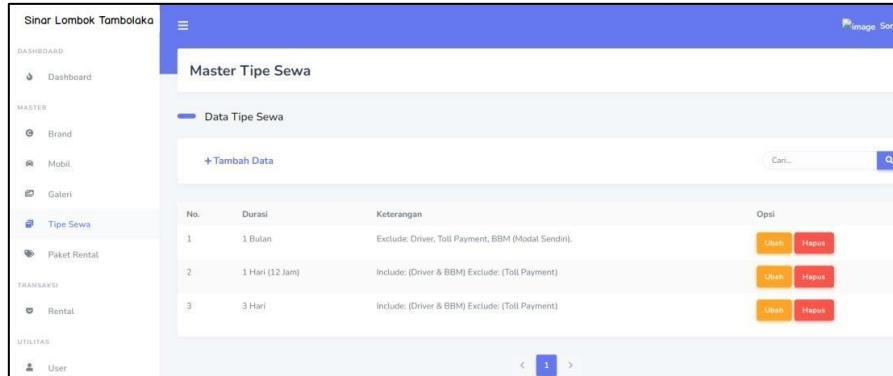 Sinar Lombok Tambolaka
image
DASHBOARD
Dashboard
MASTER
Brand
Mobil
Galeri
Tipe Sewa
Paket Rental
TRANSAKSI
Rental
UTILITAS
User
Master Tipe Sewa
Data Tipe Sewa
+ Tambah Data
Cari...
No. Durasi Keterangan Opsi
1 1 Bulan Exclude: Driver, Toll Payment, BBM (Modal Sendiri). Ubah Hapus
2 1 Hari (12 Jam) Include: (Driver & BBM) Exclude: (Toll Payment) Ubah Hapus
3 3 Hari Include: (Driver & BBM) Exclude: (Toll Payment) Ubah Hapus
< 1 >